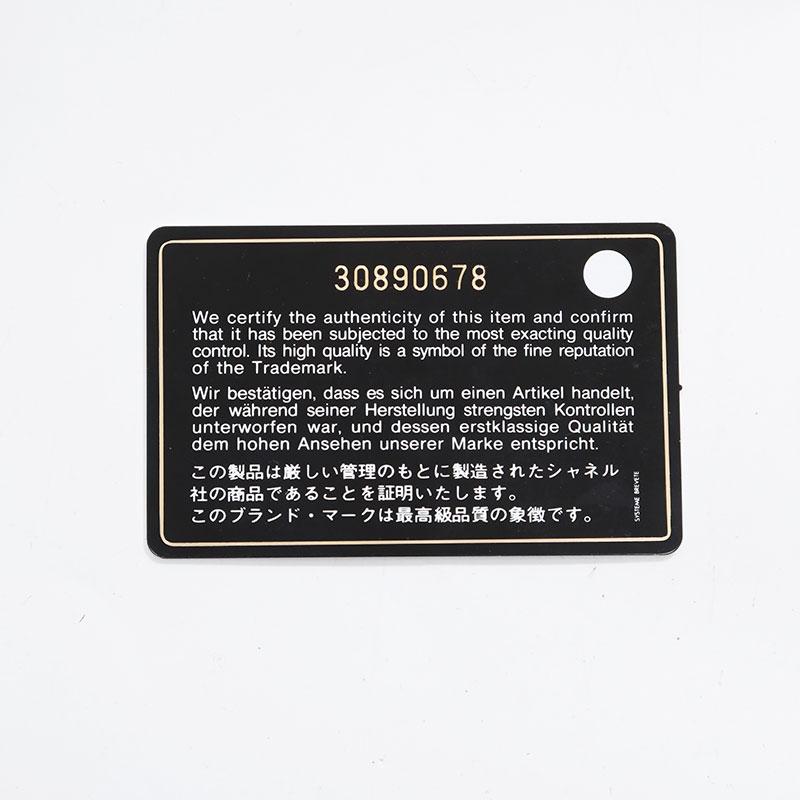 30890678
We certify the authenticity of this item and confirm
that it has been subjected to the most exacting quality
control. Its high quality is a symbol of the fine reputation
of the Trademark.
Wir bestätigen, dass es sich um einen Artikel handelt,
der während seiner Herstellung strengsten Kontrollen
unterworfen war, und dessen erstklassige Qualität
dem hohen Ansehen unserer Marke entspricht.
この製品は厳しい管理のもとに製造されたシャネル
社の商品であることを証明いたします。
このブランド・マークは最高級品質の象徴です。
SYSTEME BREVETE